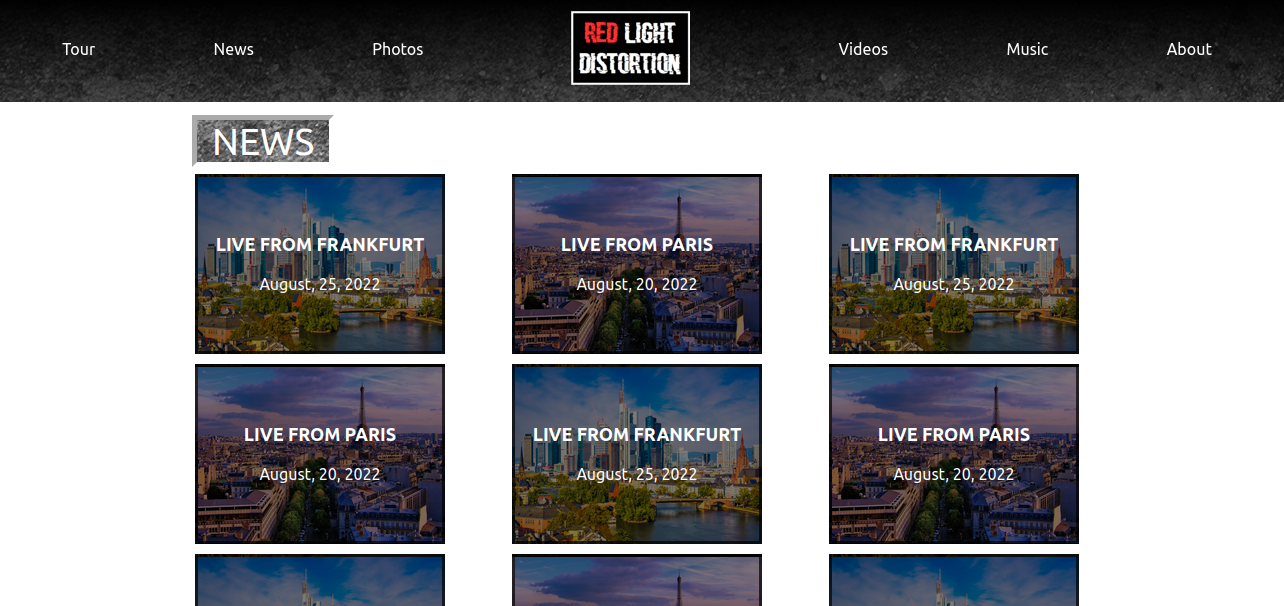 Tour News Photos RED LIGHT DISTORTION Videos Music About
NEWS
LIVE FROM FRANKFURT
August, 25, 2022
LIVE FROM PARIS
August, 20, 2022
LIVE FROM FRANKFURT
August, 25, 2022
LIVE FROM PARIS
August, 20, 2022
LIVE FROM FRANKFURT
August, 25, 2022
LIVE FROM PARIS
August, 20, 2022